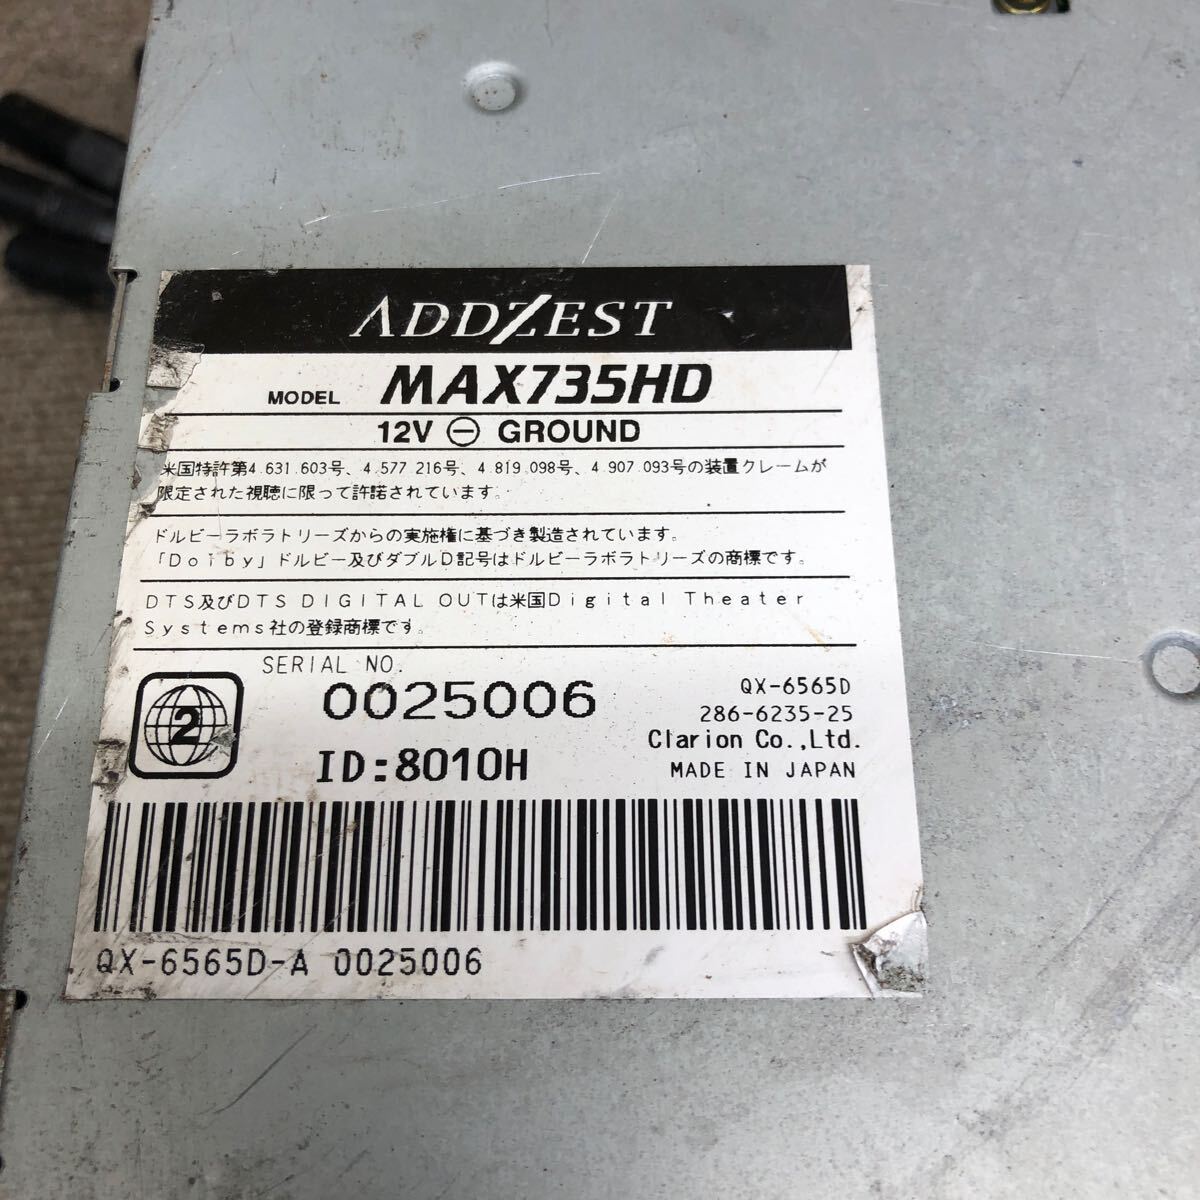 ADDZEST
MODEL MAX735HD
12V ⊖ GROUND
米国特許第4.631.603号、4.577.216号、4.819.098号、4.907.093号の装置クレームが
限定された視聴に限って許諾されています。
ドルビーラボラトリーズからの実施権に基づき製造されています。
「Dolby」ドルビー及びダブルD記号はドルビーラボラトリーズの商標です。
DTS及びDTS DIGITAL OUTは米国Digital Theater
Systems社の登録商標です。
SERIAL NO.
0025006
2
ID:8010H
QX-6565D
286-6235-25
Clarion Co.,Ltd.
MADE IN JAPAN
QX-6565D-A 0025006